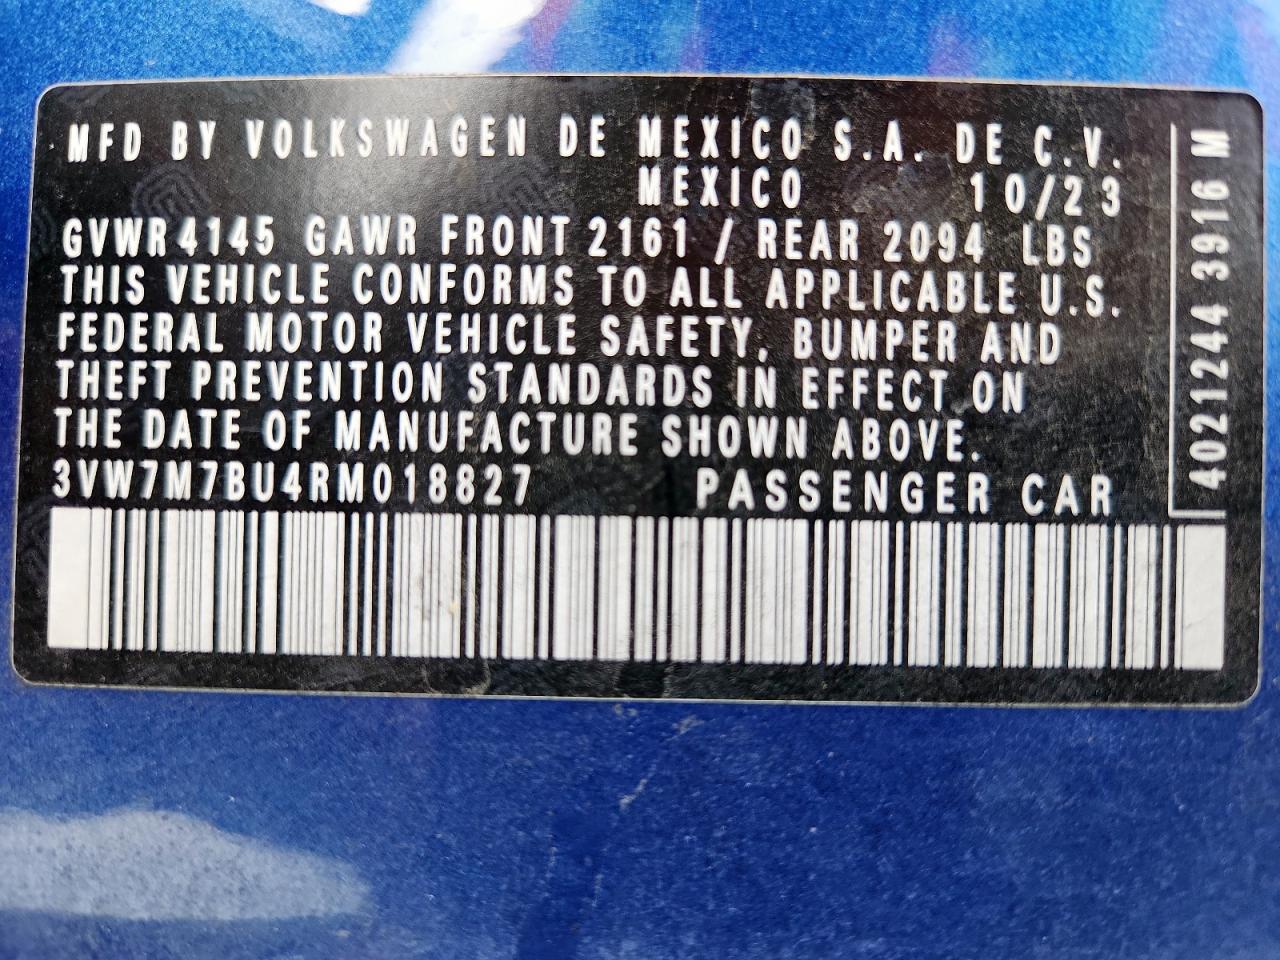 MFD BY VOLKSWAGEN DE MEXICO S.A. DE C.V.
MEXICO 10/23
GVWR 4145 GAWR FRONT 2161 / REAR 2094 LBS
THIS VEHICLE CONFORMS TO ALL APPLICABLE U.S.
FEDERAL MOTOR VEHICLE SAFETY, BUMPER AND
THEFT PREVENTION STANDARDS IN EFFECT ON
THE DATE OF MANUFACTURE SHOWN ABOVE.
3VW7M7BU4RM018827 PASSENGER CAR
4021244 3916 M